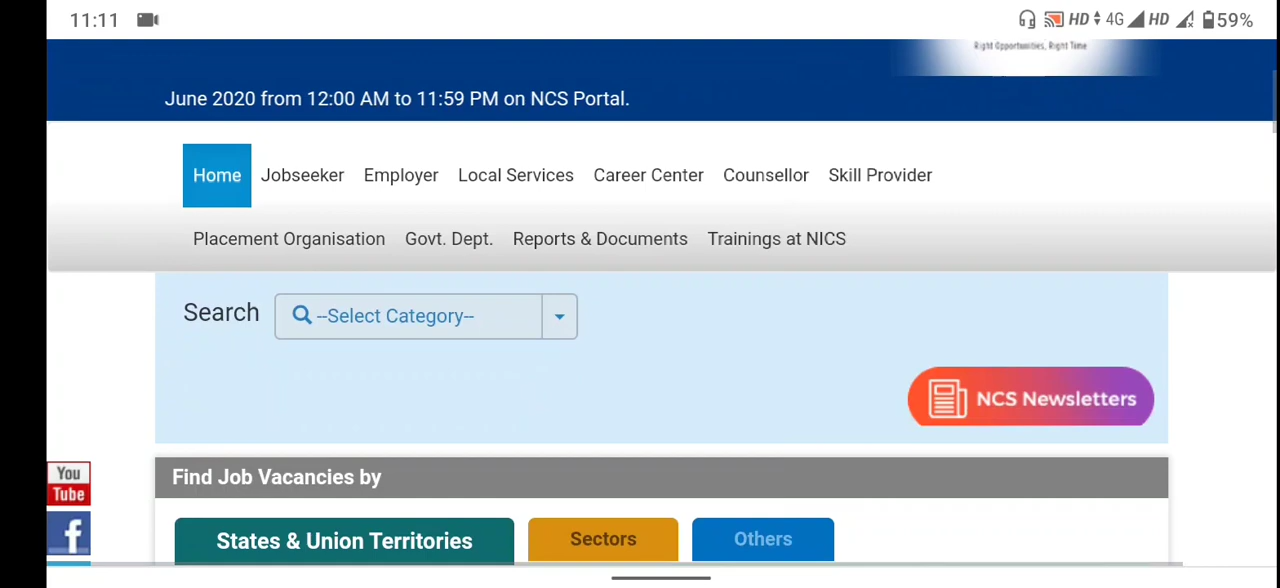 11:11 HD 4G HD 59%
Right Opportunities, Right Time
June 2020 from 12:00 AM to 11:59 PM on NCS Portal.
Home Jobseeker Employer Local Services Career Center Counsellor Skill Provider
Placement Organisation Govt. Dept. Reports & Documents Trainings at NICS
Search --Select Category--
NCS Newsletters
You
Tube
Find Job Vacancies by
f
States & Union Territories Sectors Others